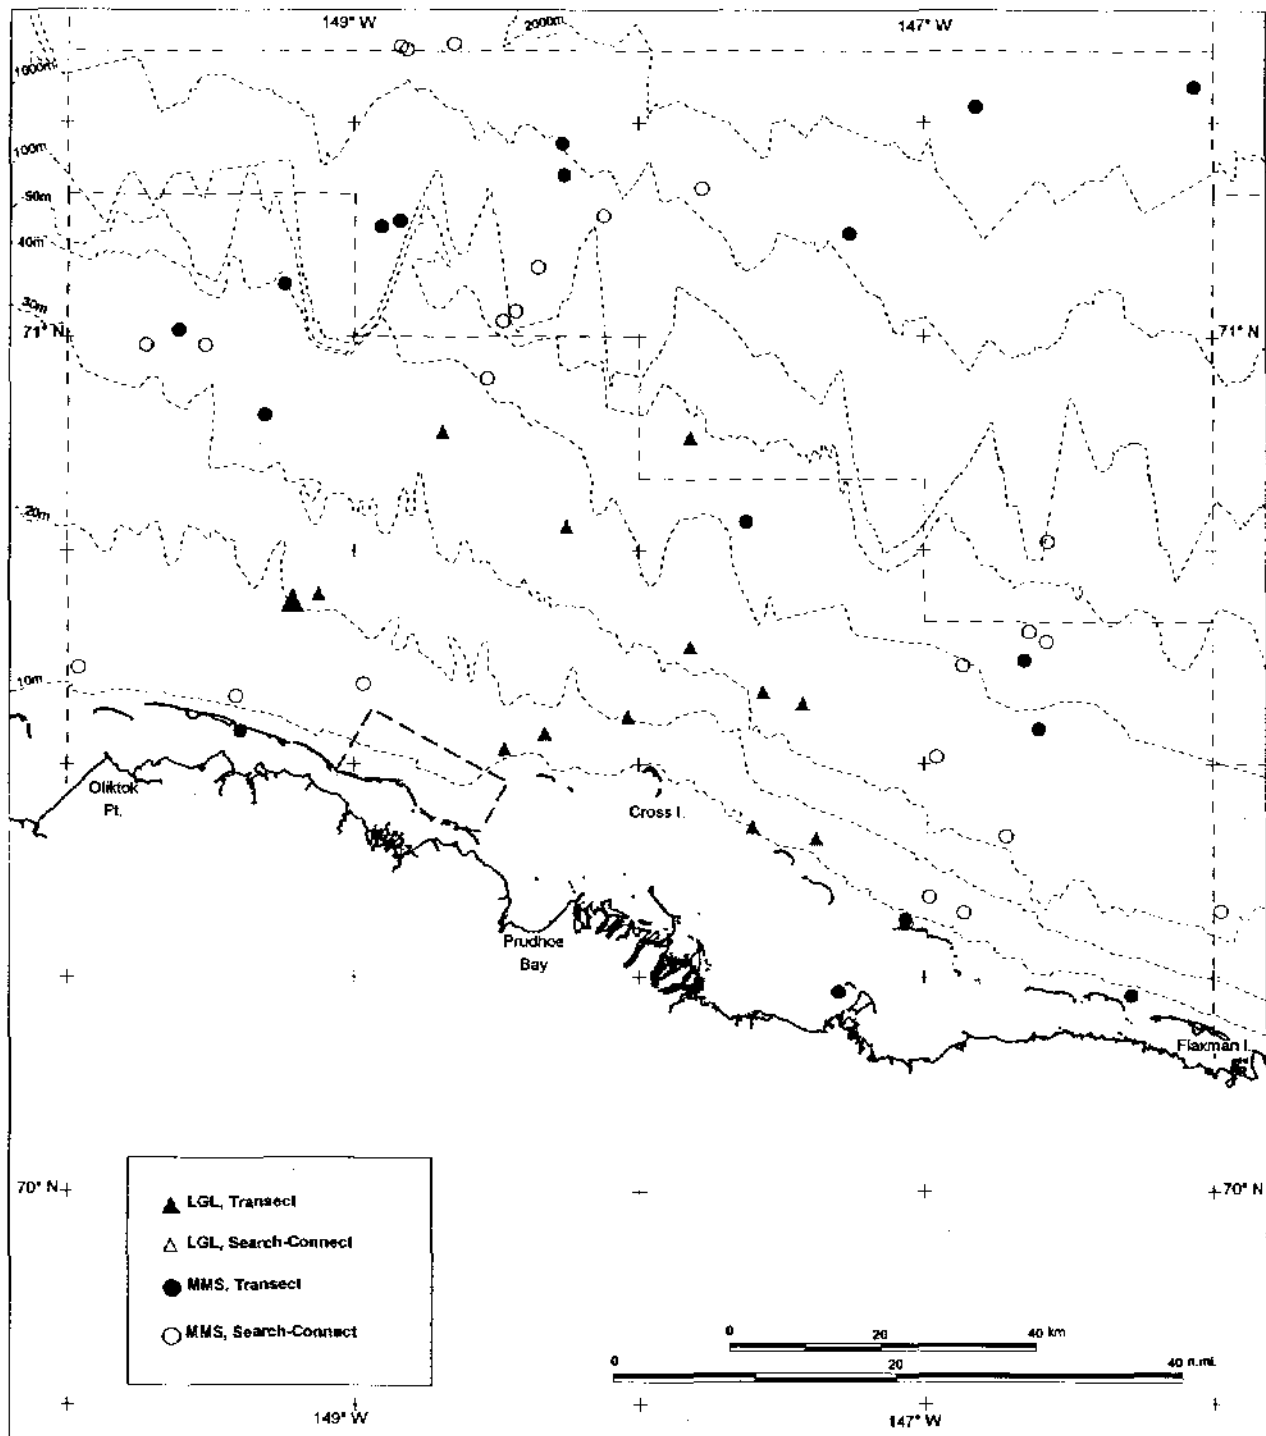 149° W
2000m
147° W
1000m
100m
50m
40m
30m
71° N
71° N
20m
10m
Oliktok
Pt.
Cross I.
Prudhoe
Bay
Flaxman I.
70° N
70° N
LGL, Transect
LGL, Search-Connect
MMS, Transect
MMS, Search-Connect
0 20 40 km
0 20 40 n.mi.
149° W
147° W